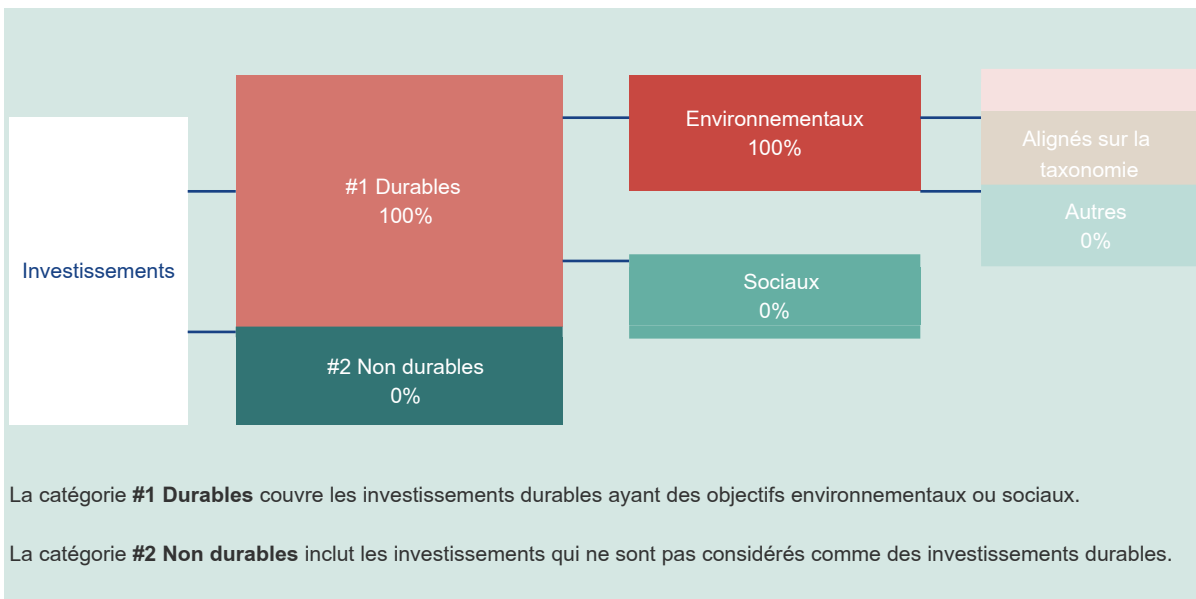 Investissements
#1 Durables
100%
#2 Non durables
0%
Environnementaux
100%
Sociaux
0%
Alignés sur la
taxonomie
Autres
0%
La catégorie #1 Durables couvre les investissements durables ayant des objectifs environnementaux ou sociaux.
La catégorie #2 Non durables inclut les investissements qui ne sont pas considérés comme des investissements durables.